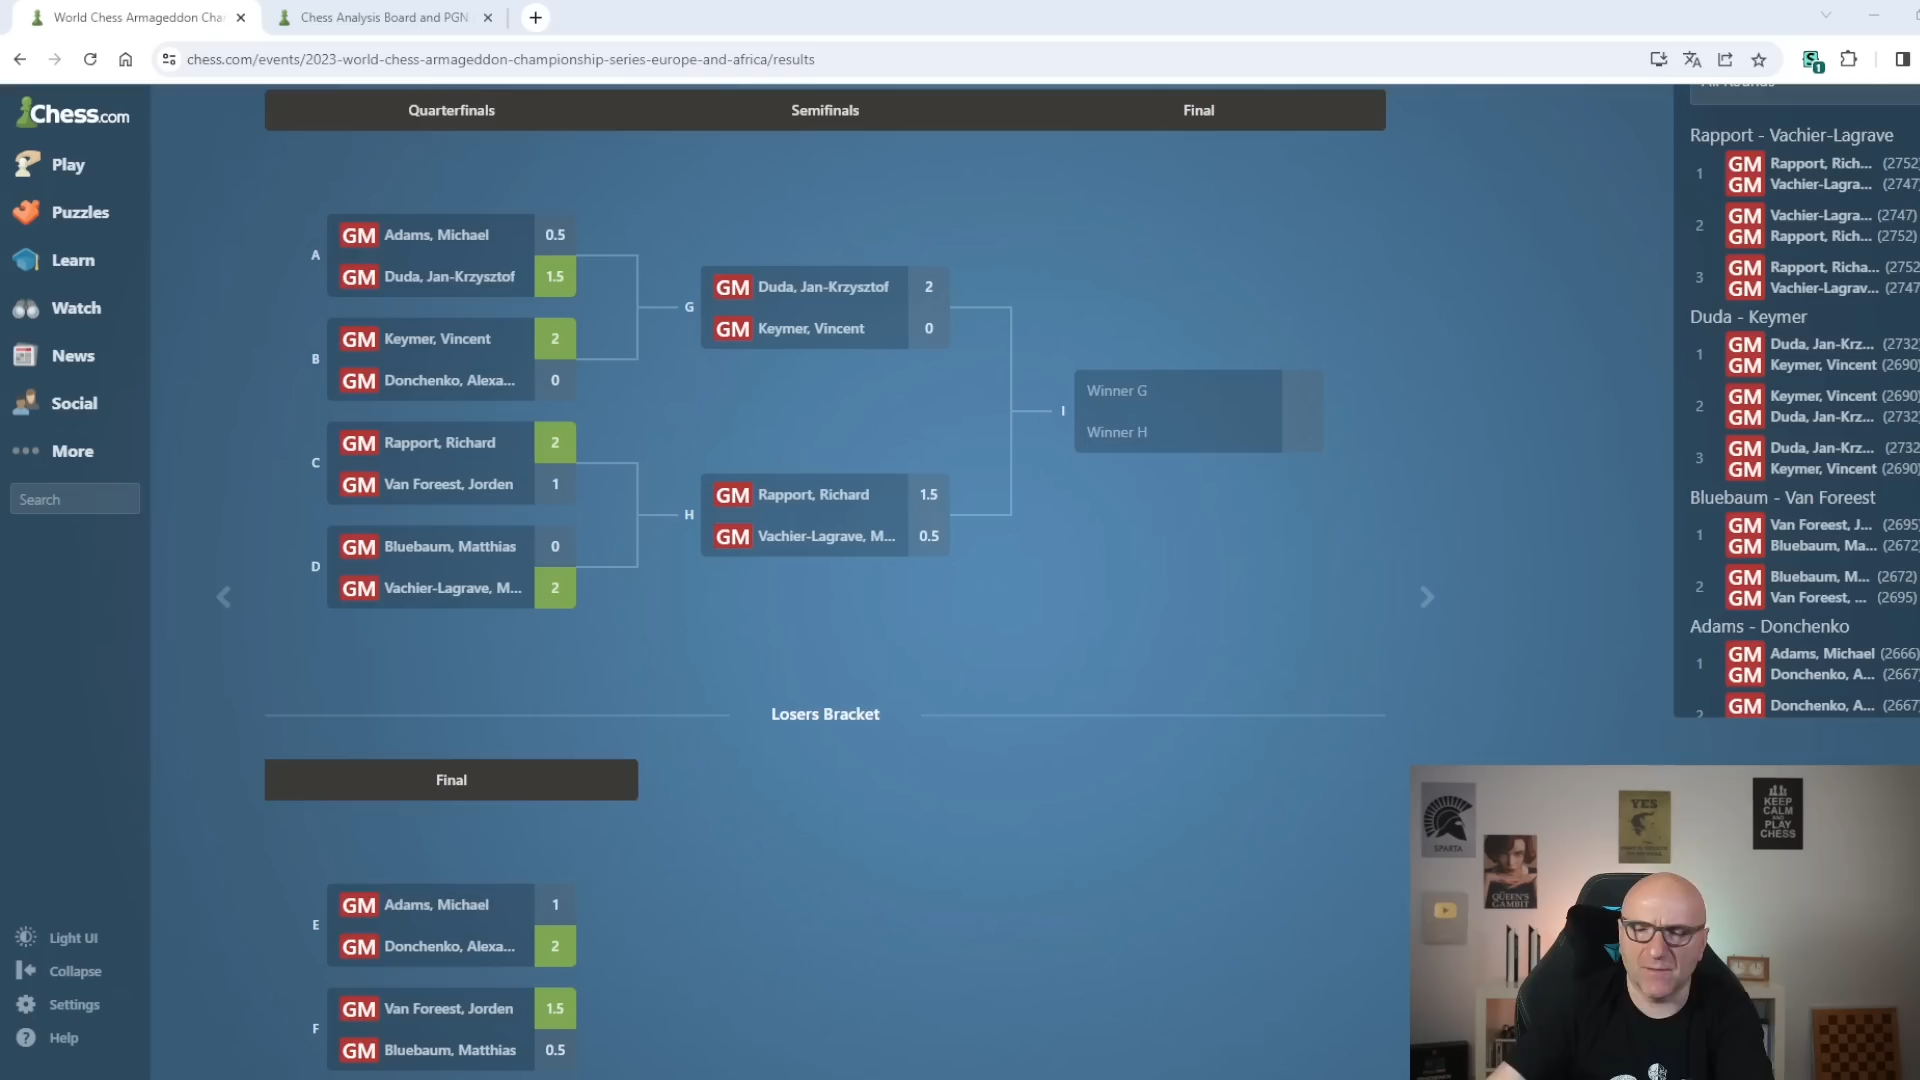 World Chess Armageddon Cha
Chess Analysis Board and PGN
chess.com/events/2023-world-chess-armageddon-championship-series-europe-and-africa/results
1
Chess.com
Play
Puzzles
Learn
Watch
News
Social
More
Search
Light UI
Collapse
Settings
Help
Quarterfinals
Semifinals
Final
A
GM Adams, Michael 0.5
GM Duda, Jan-Krzysztof 1.5
B
GM Keymer, Vincent 2
GM Donchenko, Alexa... 0
C
GM Rapport, Richard 2
GM Van Foreest, Jorden 1
D
GM Bluebaum, Matthias 0
GM Vachier-Lagrave, M... 2
G
GM Duda, Jan-Krzysztof 2
GM Keymer, Vincent 0
H
GM Rapport, Richard 1.5
GM Vachier-Lagrave, M... 0.5
I
Winner G
Winner H
Losers Bracket
Final
E
GM Adams, Michael 1
GM Donchenko, Alexa... 2
F
GM Van Foreest, Jorden 1.5
GM Bluebaum, Matthias 0.5
All Rounds
Rapport - Vachier-Lagrave
1
GM Rapport, Rich... (2752
GM Vachier-Lagra... (2747
2
GM Vachier-Lagra... (2747)
GM Rapport, Rich... (2752)
3
GM Rapport, Richa... (2752
GM Vachier-Lagrav... (2747
Duda - Keymer
1
GM Duda, Jan-Krz... (2732
GM Keymer, Vincent (2690
2
GM Keymer, Vincent (2690
GM Duda, Jan-Krz... (2732)
3
GM Duda, Jan-Krz... (2732
GM Keymer, Vincent (2690
Bluebaum - Van Foreest
1
GM Van Foreest, J... (2695
GM Bluebaum, Ma... (2672
2
GM Bluebaum, M... (2672)
GM Van Foreest, ... (2695)
Adams - Donchenko
1
GM Adams, Michael (2666
GM Donchenko, A... (2667
2
GM Donchenko, A... (2667
SPARTA
YES
KEEP
CALM
AND
PLAY
CHESS
QUEEN'S
GAMBIT